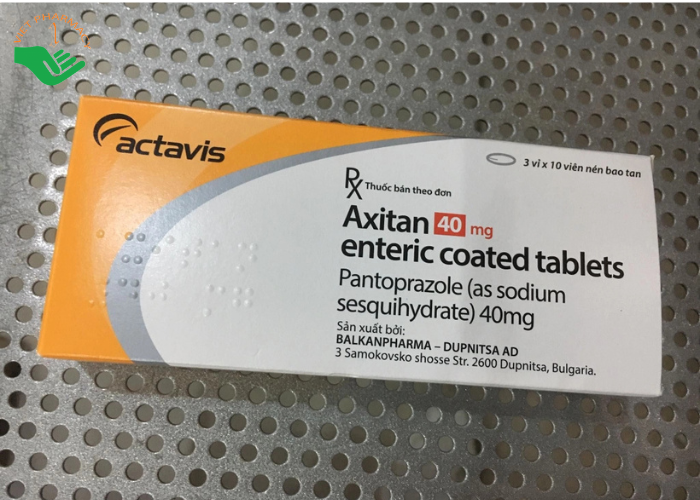 actavis
3 vỉ x 10 viên nén bao tan
Rx Thuốc bán theo đơn
Axitan 40 mg
enteric coated tablets
Pantoprazole (as sodium
sesquihydrate) 40mg
Sản xuất bởi:
BALKANPHARMA – DUPNITSA AD
3 Samokovsko shosse Str. 2600 Dupnitsa, Bulgaria.